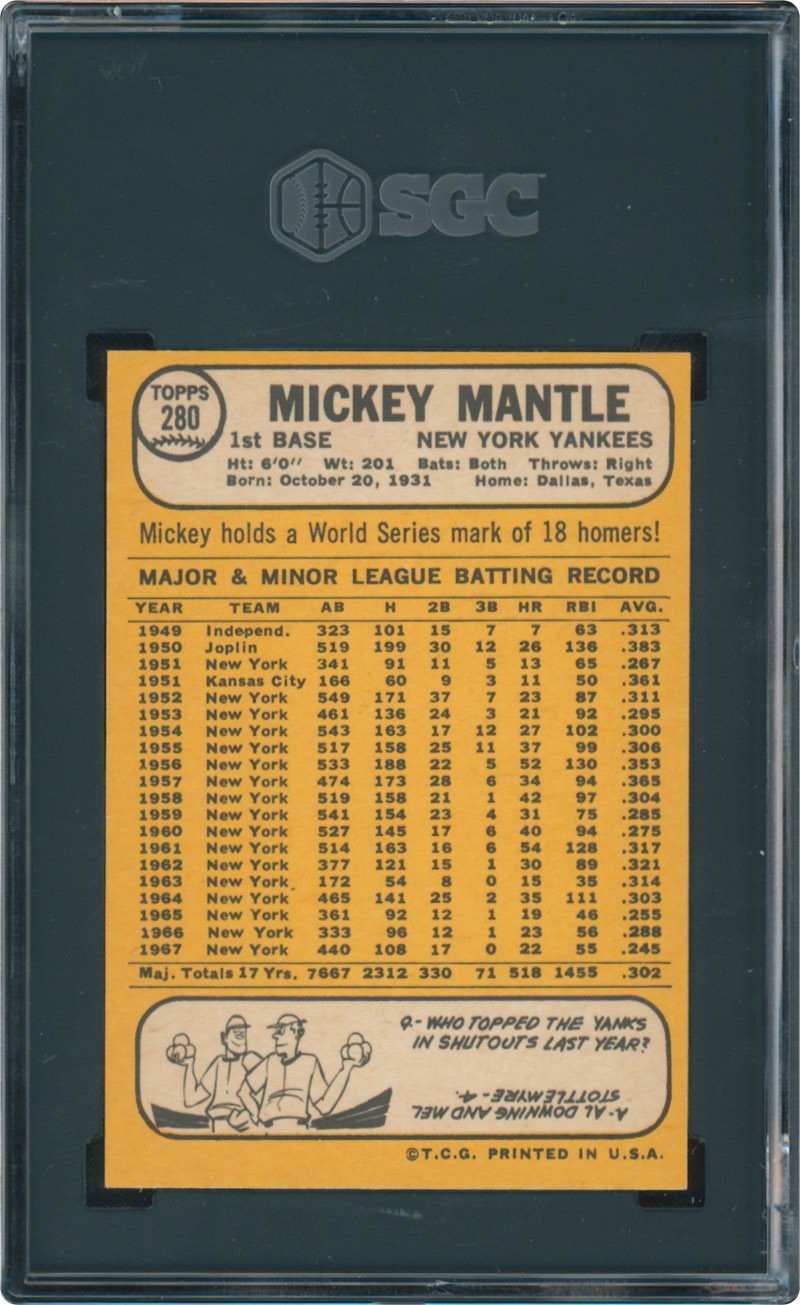 SGC
TOPPS
280
MICKEY MANTLE
1st BASE NEW YORK YANKEES
Ht: 6'0" Wt: 201 Bats: Both Throws: Right
Born: October 20, 1931 Home: Dallas, Texas
Mickey holds a World Series mark of 18 homers!
MAJOR & MINOR LEAGUE BATTING RECORD
YEAR TEAM AB H 2B 3B HR RBI AVG.
1949 Independ. 323 101 15 7 7 63 .313
1950 Joplin 519 199 30 12 26 136 .383
1951 New York 341 91 11 5 13 65 .267
1951 Kansas City 166 60 9 3 11 50 .361
1952 New York 549 171 37 7 23 87 .311
1953 New York 461 136 24 3 21 92 .295
1954 New York 543 163 17 12 27 102 .300
1955 New York 517 158 25 11 37 99 .306
1956 New York 533 188 22 5 52 130 .353
1957 New York 474 173 28 6 34 94 .365
1958 New York 519 158 21 1 42 97 .304
1959 New York 541 154 23 4 31 75 .285
1960 New York 527 145 17 6 40 94 .275
1961 New York 514 163 16 6 54 128 .317
1962 New York 377 121 15 1 30 89 .321
1963 New York 172 54 8 0 15 35 .314
1964 New York 465 141 25 2 35 111 .303
1965 New York 361 92 12 1 19 46 .255
1966 New York 333 96 12 1 23 56 .288
1967 New York 440 108 17 0 22 55 .245
Maj. Totals 17 Yrs. 7667 2312 330 71 518 1455 .302
Q.- WHO TOPPED THE YANKS
IN SHUTOUTS LAST YEAR?
A- AL DOWNING AND MEL
STOTTLEMYRE - 4.
©T.C.G. PRINTED IN U.S.A.